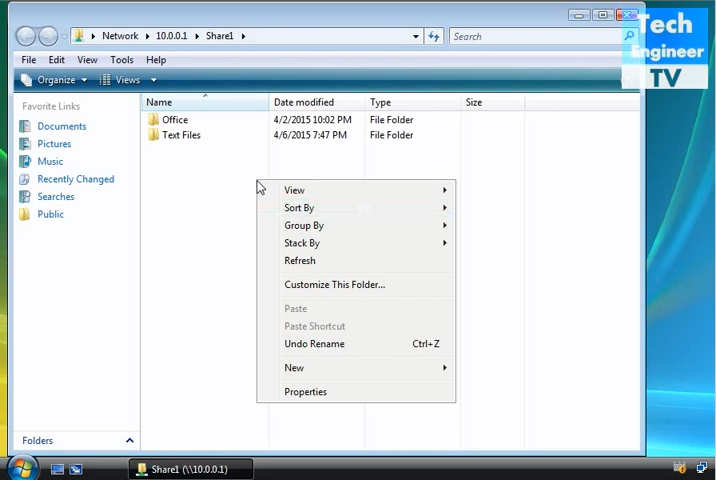 Tech
Engineer
TV
Network 10.0.0.1 Share1
Search
File Edit View Tools Help
Organize Views
Favorite Links
Documents
Pictures
Music
Recently Changed
Searches
Public
Folders
Name Date modified Type Size
Office 4/2/2015 10:02 PM File Folder
Text Files 4/6/2015 7:47 PM File Folder
View
Sort By
Group By
Stack By
Refresh
Customize This Folder...
Paste
Paste Shortcut
Undo Rename Ctrl+Z
New
Properties
Share1 (\\10.0.0.1)